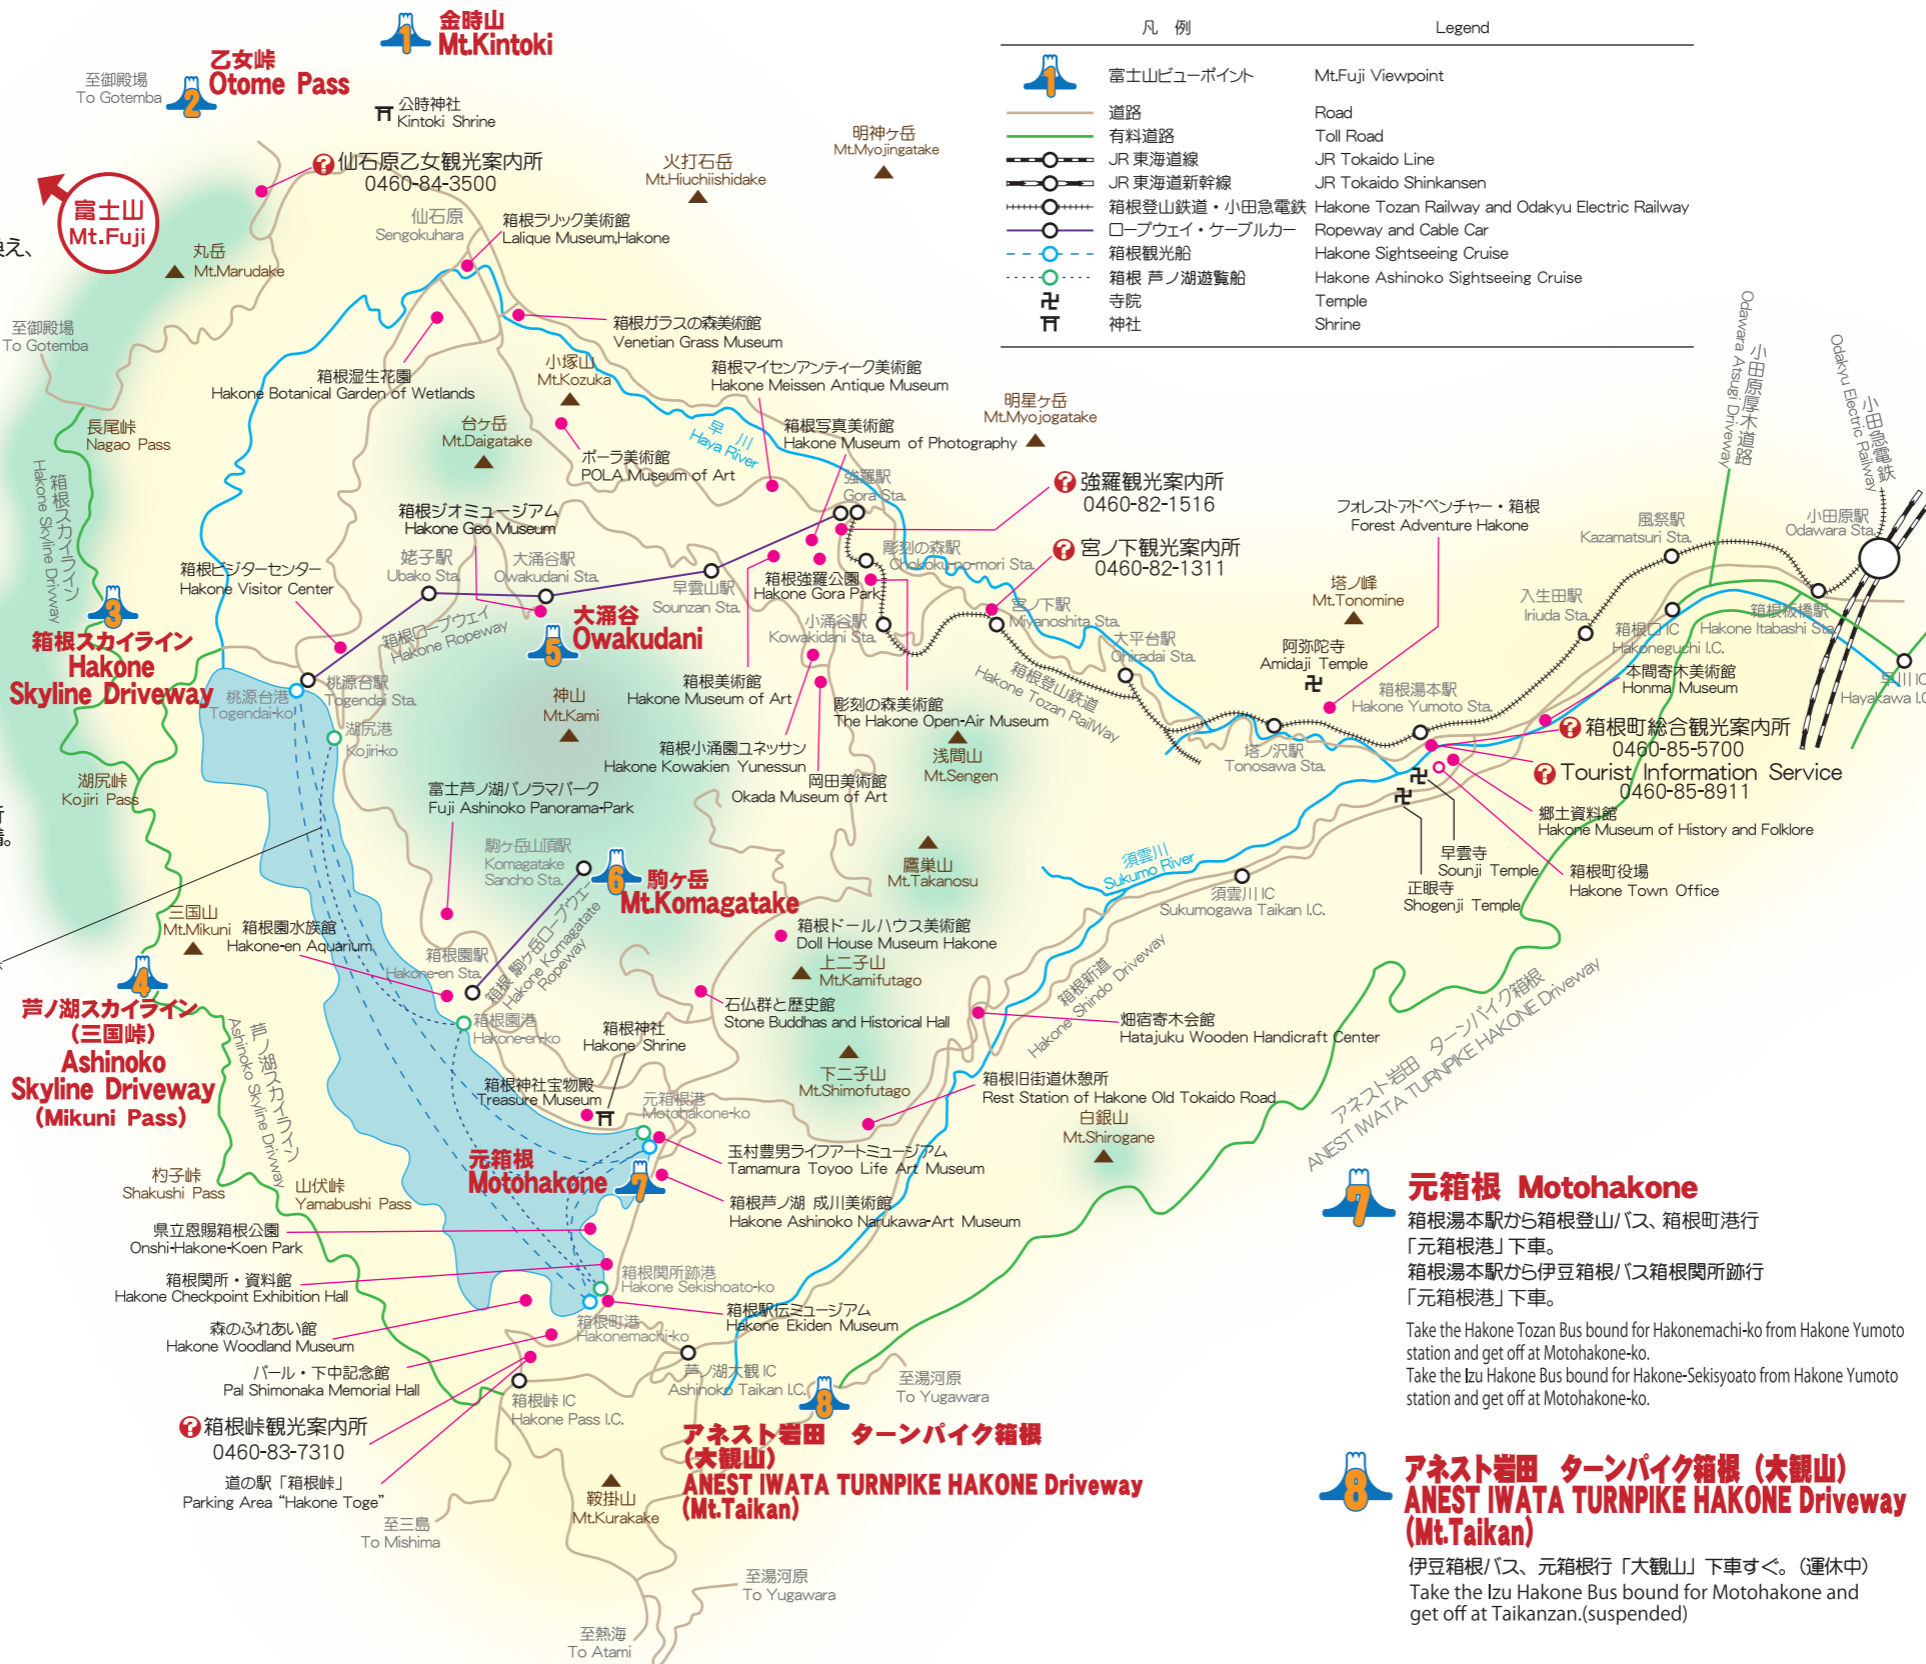 金時山
Mt.Kintoki
1
乙女峠
Otome Pass
2
至御殿場
To Gotemba
公時神社
Kintoki Shrine
仙石原乙女観光案内所
0460-84-3500
火打石岳
Mt.Hiuchiishidake
明神ヶ岳
Mt.Myojingatake
凡 例
Legend
1
富士山ビューポイント
Mt.Fuji Viewpoint
道路
Road
有料道路
Toll Road
JR 東海道線
JR Tokaido Line
JR 東海道新幹線
JR Tokaido Shinkansen
箱根登山鉄道・小田急電鉄
Hakone Tozan Railway and Odakyu Electric Railway
ロープウェイ・ケーブルカー
Ropeway and Cable Car
箱根観光船
Hakone Sightseeing Cruise
箱根 芦ノ湖遊覧船
Hakone Ashinoko Sightseeing Cruise
寺院
Temple
神社
Shrine
富士山
Mt.Fuji
換え、
丸岳
Mt.Marudake
仙石原
Sengokuhara
箱根ラリック美術館
Lalique Museum,Hakone
至御殿場
To Gotemba
箱根ガラスの森美術館
Venetian Grass Museum
小塚山
Mt.Kozuka
箱根マイセンアンティーク美術館
Hakone Meissen Antique Museum
箱根湿生花園
Hakone Botanical Garden of Wetlands
明星ヶ岳
Mt.Myojogatake
長尾峠
Nagao Pass
台ヶ岳
Mt.Daigatake
早 川
Haya River
箱根写真美術館
Hakone Museum of Photography
ポーラ美術館
POLA Museum of Art
強羅駅
Gora Sta.
強羅観光案内所
0460-82-1516
フォレストアドベンチャー・箱根
Forest Adventure Hakone
小田原厚木道路
Odawara Atsugi Driveway
小田急電鉄
Odakyu Electric Railway
風祭駅
Kazamatsuri Sta.
小田原駅
Odawara Sta.
箱根スカイライン
Hakone Skyline Drivway
箱根ジオミュージアム
Hakone Geo Museum
姥子駅
Ubako Sta.
大涌谷駅
Owakudani Sta.
早雲山駅
Sounzan Sta.
彫刻の森駅
Chokoku-no-mori Sta.
宮ノ下観光案内所
0460-82-1311
箱根強羅公園
Hakone Gora Park
箱根ビジターセンター
Hakone Visitor Center
塔ノ峰
Mt.Tonomine
入生田駅
Iriuda Sta.
箱根板橋駅
Hakone Itabashi Sta.
箱根口 IC
Hakoneguchi I.C.
早川 IC
Hayakawa I.C
3
箱根スカイライン
Hakone
Skyline Driveway
箱根ロープウェイ
Hakone Ropeway
5
大涌谷
Owakudani
小涌谷駅
Kowakidani Sta.
宮ノ下駅
Miyanoshita Sta.
大平台駅
Ohiradai Sta.
阿弥陀寺
Amidaji Temple
箱根登山鉄道
Hakone Tozan RailWay
箱根湯本駅
Hakone Yumoto Sta.
本間寄木美術館
Honma Museum
桃源台港
Togendai-ko
桃源台駅
Togendai Sta.
湖尻港
Kojiri-ko
神山
Mt.Kami
箱根美術館
Hakone Museum of Art
彫刻の森美術館
The Hakone Open-Air Museum
箱根小涌園ユネッサン
Hakone Kowakien Yunessun
浅間山
Mt.Sengen
塔ノ沢駅
Tonosawa Sta.
箱根町総合観光案内所
0460-85-5700
Tourist Information Service
0460-85-8911
湖尻峠
Kojiri Pass
富士芦ノ湖パノラマパーク
Fuji Ashinoko Panorama-Park
岡田美術館
Okada Museum of Art
郷土資料館
Hakone Museum of History and Folklore
早雲寺
Sounji Temple
箱根町役場
Hakone Town Office
正眼寺
Shogenji Temple
駒ヶ岳山頂駅
Komagatake
Sancho Sta.
6
駒ヶ岳
Mt.Komagatake
鷹巣山
Mt.Takanosu
須雲川
Sukumo River
須雲川 IC
Sukumogawa Taikan I.C.
三国山
Mt.Mikuni
箱根園水族館
Hakone-en Aquarium
箱根園駅
Hakone-en Sta.
箱根 駒ヶ岳ロープウェー
Hakone Komagatate
Ropeway
箱根ドールハウス美術館
Doll House Museum Hakone
上二子山
Mt.Kamifutago
4
芦ノ湖スカイライン
(三国峠)
Ashinoko
Skyline Driveway
(Mikuni Pass)
芦ノ湖スカイライン
Ashinoko Skyline Drivway
箱根園港
Hakone-en-ko
石仏群と歴史館
Stone Buddhas and Historical Hall
箱根新道
Hakone Shindo Driveway
畑宿寄木会館
Hatajuku Wooden Handicraft Center
アネスト岩田 ターンパイク箱根
ANEST IWATA TURNPIKE HAKONE Driveway
箱根神社
Hakone Shrine
箱根神社宝物殿
Treasure Museum
元箱根港
Motohakone-ko
下二子山
Mt.Shimofutago
箱根旧街道休憩所
Rest Station of Hakone Old Tokaido Road
白銀山
Mt.Shirogane
元箱根
Motohakone
7
玉村豊男ライフアートミュージアム
Tamamura Toyoo Life Art Museum
箱根芦ノ湖 成川美術館
Hakone Ashinoko Narukawa-Art Museum
杓子峠
Shakushi Pass
山伏峠
Yamabushi Pass
県立恩賜箱根公園
Onshi-Hakone-Koen Park
箱根関所・資料館
Hakone Checkpoint Exhibition Hall
箱根関所跡港
Hakone Sekishoato-ko
箱根駅伝ミュージアム
Hakone Ekiden Museum
森のふれあい館
Hakone Woodland Museum
箱根町港
Hakonemachi-ko
パール・下中記念館
Pal Shimonaka Memorial Hall
芦ノ湖大観 IC
Ashinoko Taikan I.C.
箱根峠 IC
Hakone Pass I.C.
箱根峠観光案内所
0460-83-7310
道の駅「箱根峠」
Parking Area “Hakone Toge”
至湯河原
To Yugawara
8
アネスト岩田 ターンパイク箱根
(大観山)
ANEST IWATA TURNPIKE HAKONE Driveway
(Mt.Taikan)
鞍掛山
Mt.Kurakake
至三島
To Mishima
至湯河原
To Yugawara
至熱海
To Atami
7
元箱根 Motohakone
箱根湯本駅から箱根登山バス、箱根町港行
「元箱根港」下車。
箱根湯本駅から伊豆箱根バス箱根関所跡行
「元箱根港」下車。
Take the Hakone Tozan Bus bound for Hakonemachi-ko from Hakone Yumoto
station and get off at Motohakone-ko.
Take the Izu Hakone Bus bound for Hakone-Sekisyoato from Hakone Yumoto
station and get off at Motohakone-ko.
8
アネスト岩田 ターンパイク箱根(大観山)
ANEST IWATA TURNPIKE HAKONE Driveway
(Mt.Taikan)
伊豆箱根バス、元箱根行「大観山」下車すぐ。(運休中)
Take the Izu Hakone Bus bound for Motohakone and
get off at Taikanzan.(suspended)